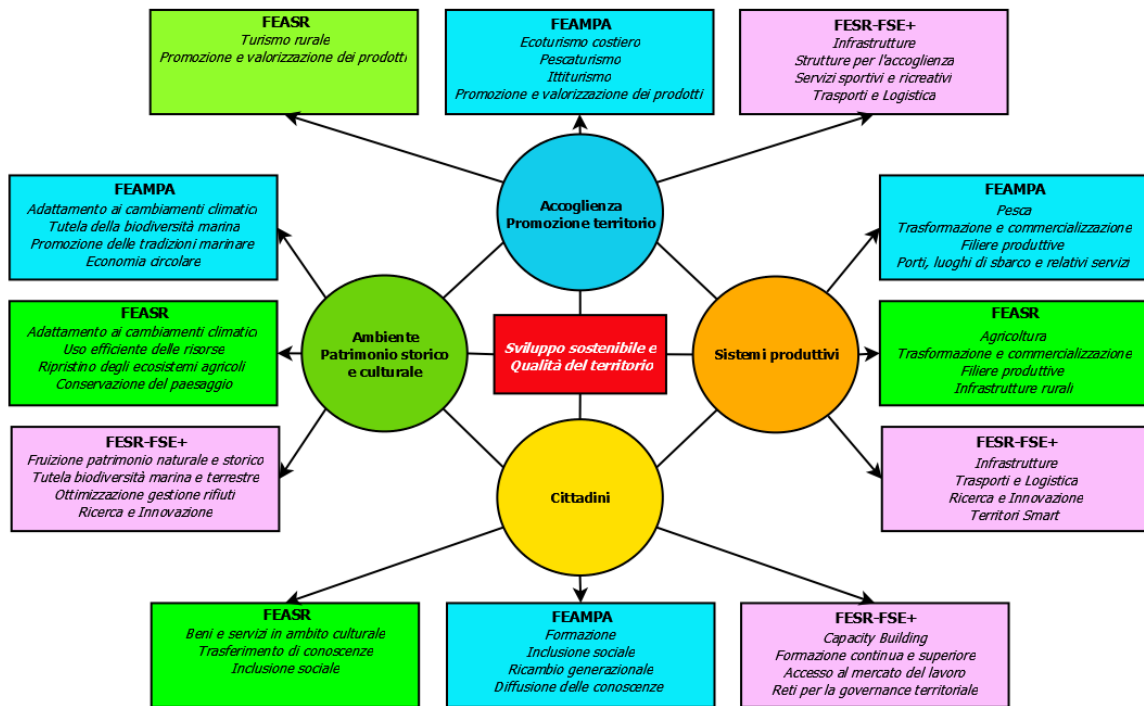 FEASR
Turismo rurale
Promozione e valorizzazione dei prodotti
FEAMPA
Ecoturismo costiero
Pescaturismo
Ittiturismo
Promozione e valorizzazione dei prodotti
FESR-FSE+
Infrastrutture
Strutture per l'accoglienza
Servizi sportivi e ricreativi
Trasporti e Logistica
Accoglienza
Promozione territorio
FEAMPA
Adattamento ai cambiamenti climatici
Tutela della biodiversità marina
Promozione delle tradizioni marinare
Economia circolare
FEAMPA
Pesca
Trasformazione e commercializzazione
Filiere produttive
Porti, luoghi di sbarco e relativi servizi
FEASR
Adattamento ai cambiamenti climatici
Uso efficiente delle risorse
Ripristino degli ecosistemi agricoli
Conservazione del paesaggio
Ambiente
Patrimonio storico
e culturale
Sviluppo sostenibile e
Qualità del territorio
Sistemi produttivi
FEASR
Agricoltura
Trasformazione e commercializzazione
Filiere produttive
Infrastrutture rurali
FESR-FSE+
Fruizione patrimonio naturale e storico
Tutela biodiversità marina e terrestre
Ottimizzazione gestione rifiuti
Ricerca e Innovazione
Cittadini
FESR-FSE+
Infrastrutture
Trasporti e Logistica
Ricerca e Innovazione
Territori Smart
FEASR
Beni e servizi in ambito culturale
Trasferimento di conoscenze
Inclusione sociale
FEAMPA
Formazione
Inclusione sociale
Ricambio generazionale
Diffusione delle conoscenze
FESR-FSE+
Capacity Building
Formazione continua e superiore
Accesso al mercato del lavoro
Reti per la governance territoriale